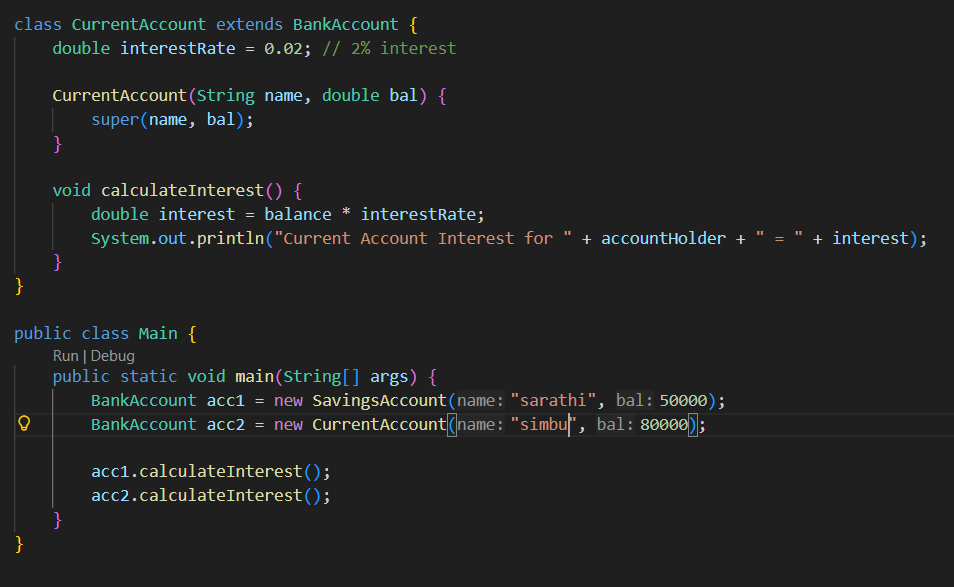 class CurrentAccount extends BankAccount {
    double interestRate = 0.02; // 2% interest

    CurrentAccount(String name, double bal) {
        super(name, bal);
    }

    void calculateInterest() {
        double interest = balance * interestRate;
        System.out.println("Current Account Interest for " + accountHolder + " = " + interest);
    }
}

public class Main {
    Run | Debug
    public static void main(String[] args) {
        BankAccount acc1 = new SavingsAccount(name: "sarathi", bal: 50000);
        BankAccount acc2 = new CurrentAccount(name: "simbu", bal: 80000);

        acc1.calculateInterest();
        acc2.calculateInterest();
    }
}